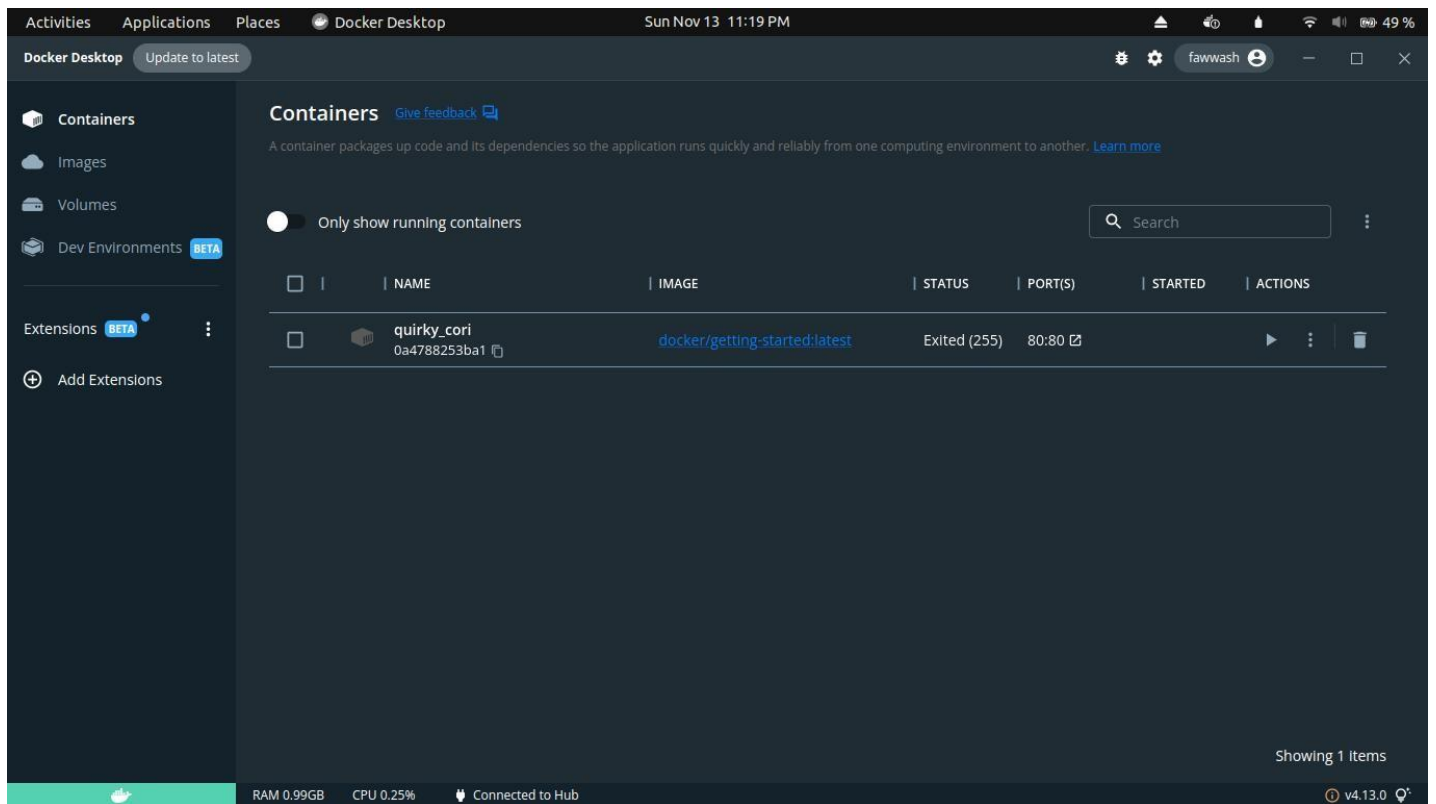 Activities Applications Places Docker Desktop Sun Nov 13 11:19 PM 49 %
Docker Desktop Update to latest fawwash
Containers
Images
Volumes
Dev Environments BETA
Extensions BETA
Add Extensions
Containers Give feedback
A container packages up code and its dependencies so the application runs quickly and reliably from one computing environment to another. Learn more
Only show running containers Search
NAME IMAGE STATUS PORT(S) STARTED ACTIONS
quirky_cori docker/getting-started:latest Exited (255) 80:80
0a4788253ba1
Showing 1 items
RAM 0.99GB CPU 0.25% Connected to Hub v4.13.0